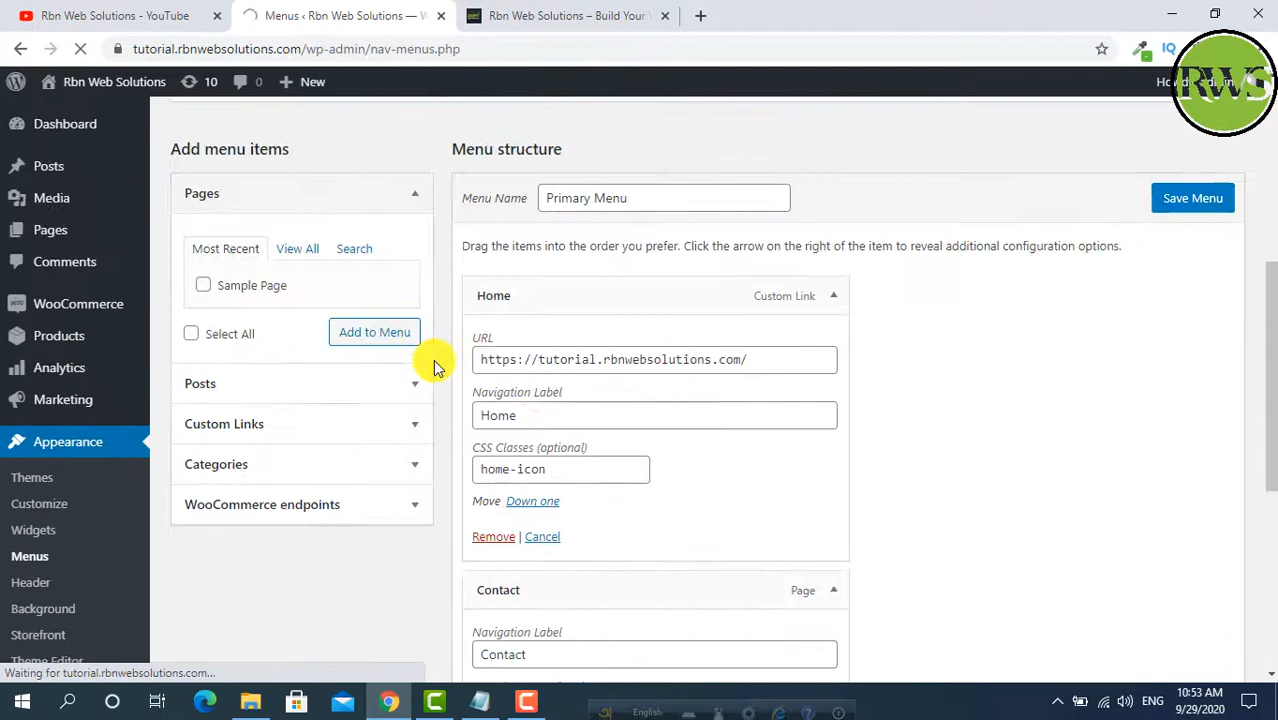 Rbn Web Solutions - YouTube
Menus ‹ Rbn Web Solutions — W
Rbn Web Solutions – Build Your V
tutorial.rbnwebsolutions.com/wp-admin/nav-menus.php
Rbn Web Solutions
10
0
New
RWS
Dashboard
Posts
Media
Pages
Comments
WooCommerce
Products
Analytics
Marketing
Appearance
Themes
Customize
Widgets
Menus
Header
Background
Storefront
Theme Editor
Add menu items
Pages
Most Recent
View All
Search
Sample Page
Select All
Add to Menu
Posts
Custom Links
Categories
WooCommerce endpoints
Menu structure
Menu Name
Primary Menu
Save Menu
Drag the items into the order you prefer. Click the arrow on the right of the item to reveal additional configuration options.
Home
Custom Link
URL
https://tutorial.rbnwebsolutions.com/
Navigation Label
Home
CSS Classes (optional)
home-icon
Move Down one
Remove | Cancel
Contact
Page
Navigation Label
Contact
Waiting for tutorial.rbnwebsolutions.com...
English
ENG
10:53 AM
9/29/2020